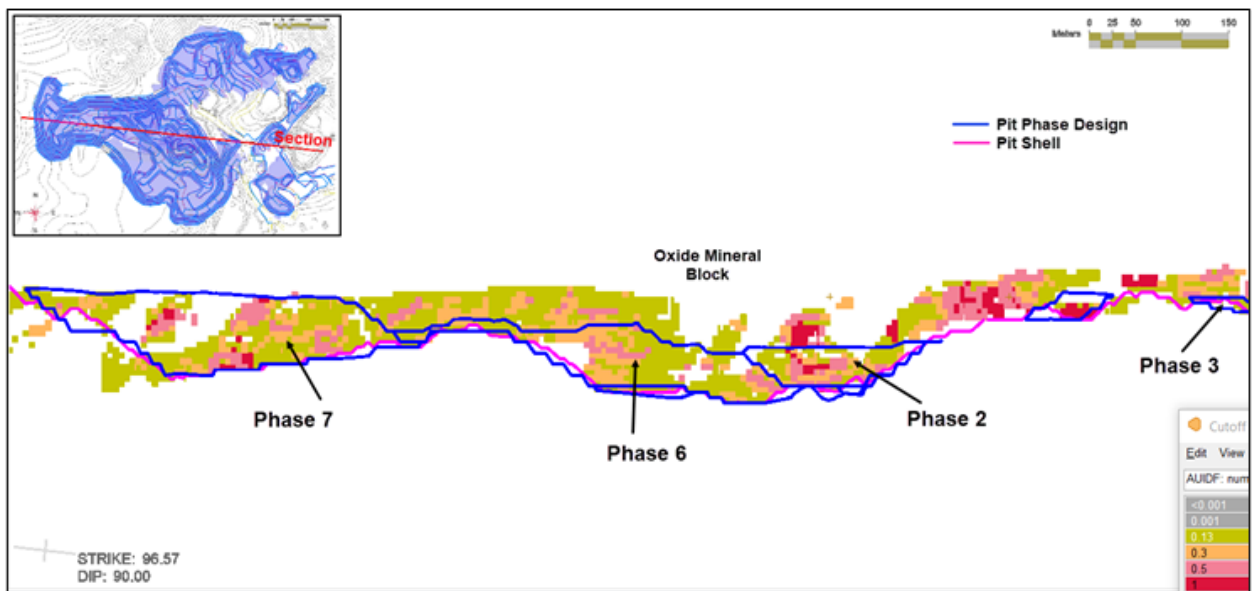 Section
0 25 50 100 150
Meters
Pit Phase Design
Pit Shell
Oxide Mineral
Block
Phase 3
Phase 7
Phase 2
Phase 6
Cutoff
Edit View
AUIDF: num
<0.001
0.001
0.13
0.3
0.5
1
STRIKE: 96.57
DIP: 90.00